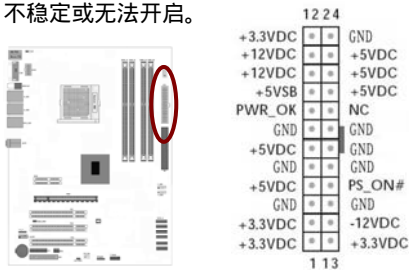 不稳定或无法开启。
12 24
+3.3VDC GND
+12VDC +5VDC
+12VDC +5VDC
+5VSB +5VDC
PWR_OK NC
GND GND
+5VDC GND
GND GND
+5VDC PS_ON#
GND GND
+3.3VDC -12VDC
+3.3VDC +3.3VDC
1 13